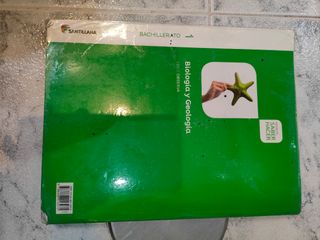 SANTILLANA
BACHILLERATO
Biología y Geología
SABER
HACER